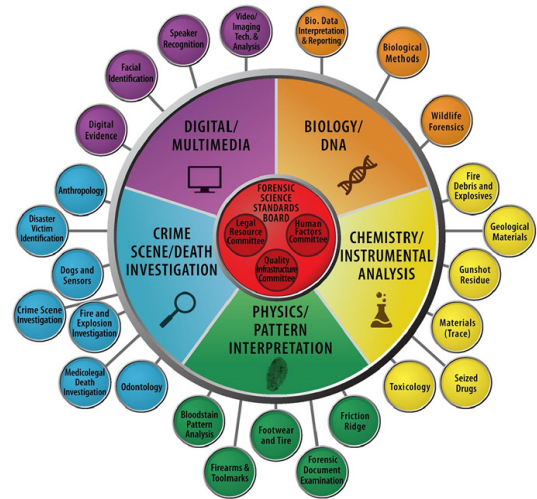 Video/
Imaging
Tech. &
Analysis
Bio. Data
Interpretation
& Reporting
Speaker
Recognition
Biological
Methods
Facial
Identification
Wildlife
Forensics
Digital
Evidence
DIGITAL/
MULTIMEDIA
BIOLOGY/
DNA
Anthropology
Fire
Debris and
Explosives
Disaster
Victim
Identification
Geological
Materials
Dogs and
Sensors
Gunshot
Residue
Crime Scene
Investigation
Fire and
Explosion
Investigation
Materials
(Trace)
Medicolegal
Death
Investigation
Odontology
Toxicology
Seized
Drugs
CRIME
SCENE/DEATH
INVESTIGATION
FORENSIC
SCIENCE
STANDARDS
BOARD
Legal
Resource
Committee
Human
Factors
Committee
Quality
Infrastructure
Committee
CHEMISTRY/
INSTRUMENTAL
ANALYSIS
PHYSICS/
PATTERN
INTERPRETATION
Bloodstain
Pattern
Analysis
Footwear
and Tire
Friction
Ridge
Firearms &
Toolmarks
Forensic
Document
Examination